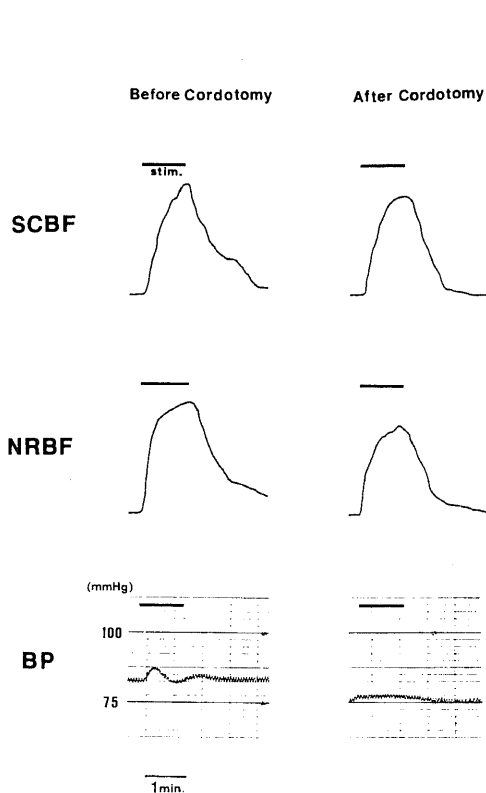 Before Cordotomy
After Cordotomy
stim.
SCBF
NRBF
(mmHg)
100
BP
75
1min.